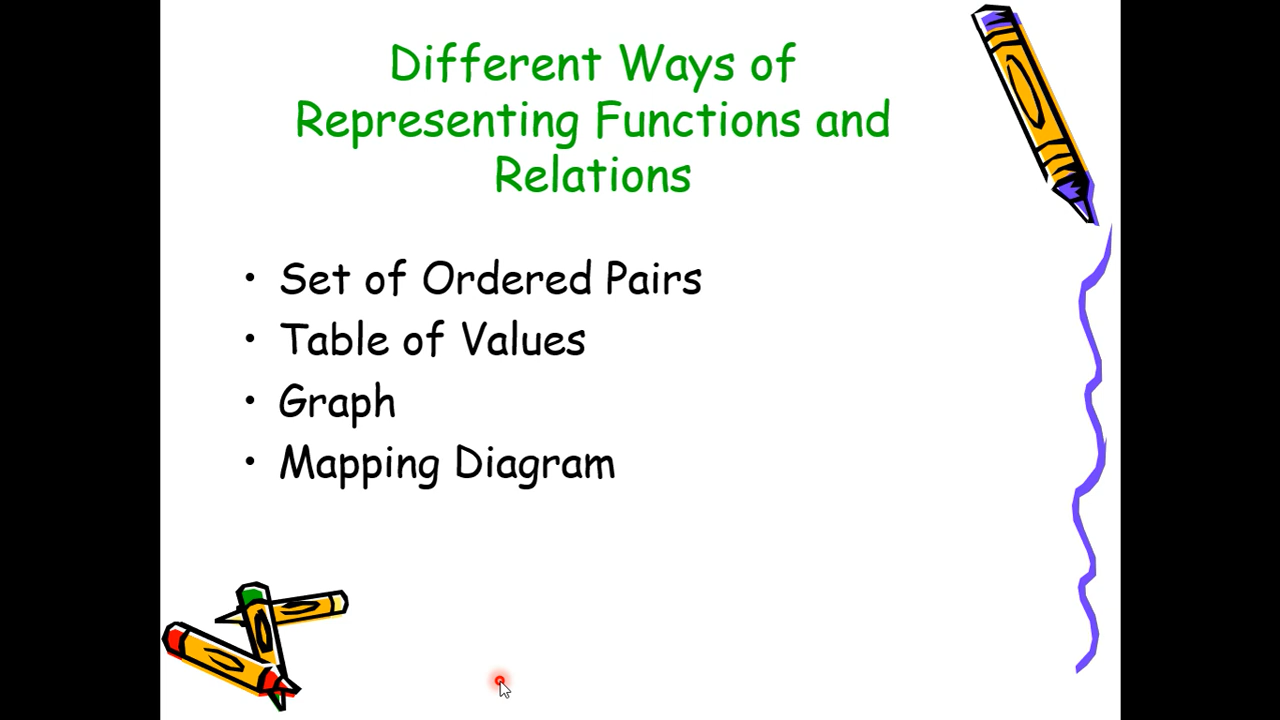 Different Ways of
Representing Functions and
Relations
• Set of Ordered Pairs
• Table of Values
• Graph
• Mapping Diagram